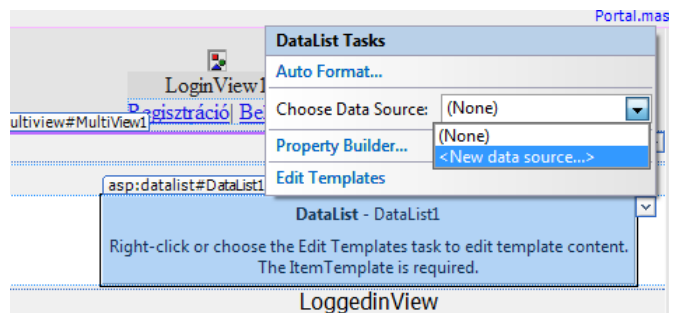 Portal.mas
DataList Tasks
Auto Format...
LoginView1
Choose Data Source: (None)
Regisztráció| Be
ultiview#MultiView1
(None)
Property Builder...
<New data source...>
Edit Templates
asp:datalist#DataList1
DataList - DataList1
Right-click or choose the Edit Templates task to edit template content.
The ItemTemplate is required.
LoggedinView